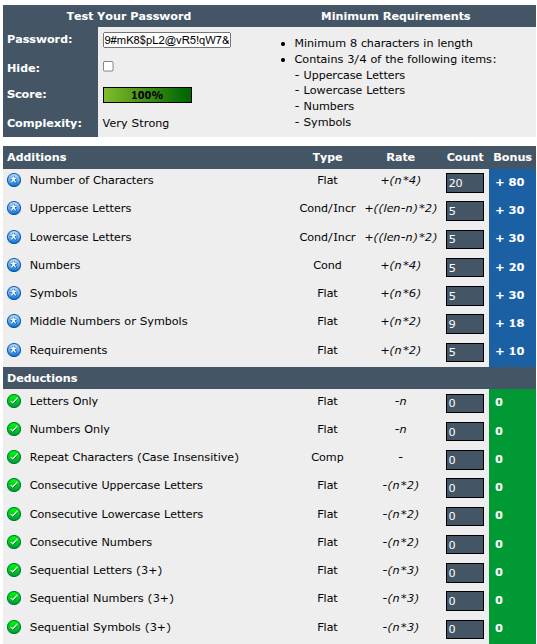 Test Your Password
Minimum Requirements
Password: 9#mK8$pL2@vR5!qW7&
Hide:
Score: 100%
Complexity: Very Strong
• Minimum 8 characters in length
• Contains 3/4 of the following items:
- Uppercase Letters
- Lowercase Letters
- Numbers
- Symbols
Additions Type Rate Count Bonus
Number of Characters Flat +(n*4) 20 + 80
Uppercase Letters Cond/Incr +((len-n)*2) 5 + 30
Lowercase Letters Cond/Incr +((len-n)*2) 5 + 30
Numbers Cond +(n*4) 5 + 20
Symbols Flat +(n*6) 5 + 30
Middle Numbers or Symbols Flat +(n*2) 9 + 18
Requirements Flat +(n*2) 5 + 10
Deductions
Letters Only Flat -n 0 0
Numbers Only Flat -n 0 0
Repeat Characters (Case Insensitive) Comp - 0 0
Consecutive Uppercase Letters Flat -(n*2) 0 0
Consecutive Lowercase Letters Flat -(n*2) 0 0
Consecutive Numbers Flat -(n*2) 0 0
Sequential Letters (3+) Flat -(n*3) 0 0
Sequential Numbers (3+) Flat -(n*3) 0 0
Sequential Symbols (3+) Flat -(n*3) 0 0